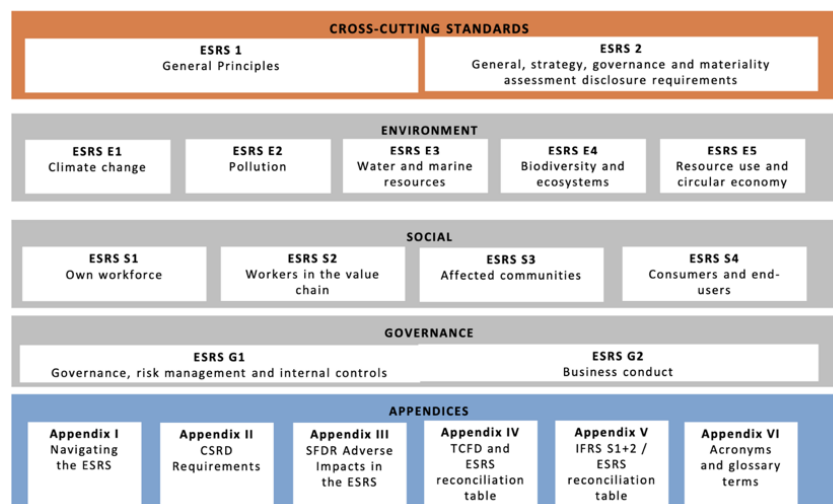 CROSS-CUTTING STANDARDS
ESRS 1
General Principles
ESRS 2
General, strategy, governance and materiality
assessment disclosure requirements
ENVIRONMENT
ESRS E1
Climate change
ESRS E2
Pollution
ESRS E3
Water and marine
resources
ESRS E4
Biodiversity and
ecosystems
ESRS E5
Resource use and
circular economy
SOCIAL
ESRS S1
Own workforce
ESRS S2
Workers in the value
chain
ESRS S3
Affected communities
ESRS S4
Consumers and end-
users
GOVERNANCE
ESRS G1
Governance, risk management and internal controls
ESRS G2
Business conduct
APPENDICES
Appendix I
Navigating
the ESRS
Appendix II
CSRD
Requirements
Appendix III
SFDR Adverse
Impacts in
the ESRS
Appendix IV
TCFD and
ESRS
reconciliation
table
Appendix V
IFRS S1+2 /
ESRS
reconciliation
table
Appendix VI
Acronyms
and glossary
terms